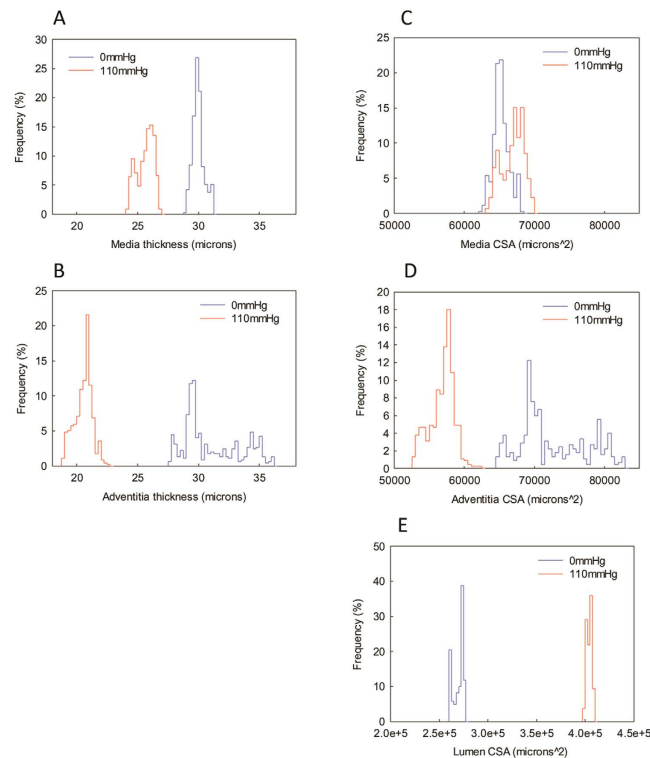 A
30
25
20
15
10
5
0
Frequency (%)
0mmHg
110mmHg
20 25 30 35
Media thickness (microns)
B
25
20
15
10
5
0
Frequency (%)
0mmHg
110mmHg
20 25 30 35
Adventitia thickness (microns)
C
25
20
15
10
5
0
Frequency (%)
0mmHg
110mmHg
50000 60000 70000 80000
Media CSA (microns^2)
D
20
18
16
14
12
10
8
6
4
2
0
Frequency (%)
0mmHg
110mmHg
50000 60000 70000 80000
Adventitia CSA (microns^2)
E
50
40
30
20
10
0
Frequency (%)
0mmHg
110mmHg
2.0e+5 2.5e+5 3.0e+5 3.5e+5 4.0e+5 4.5e+5
Lumen CSA (microns^2)